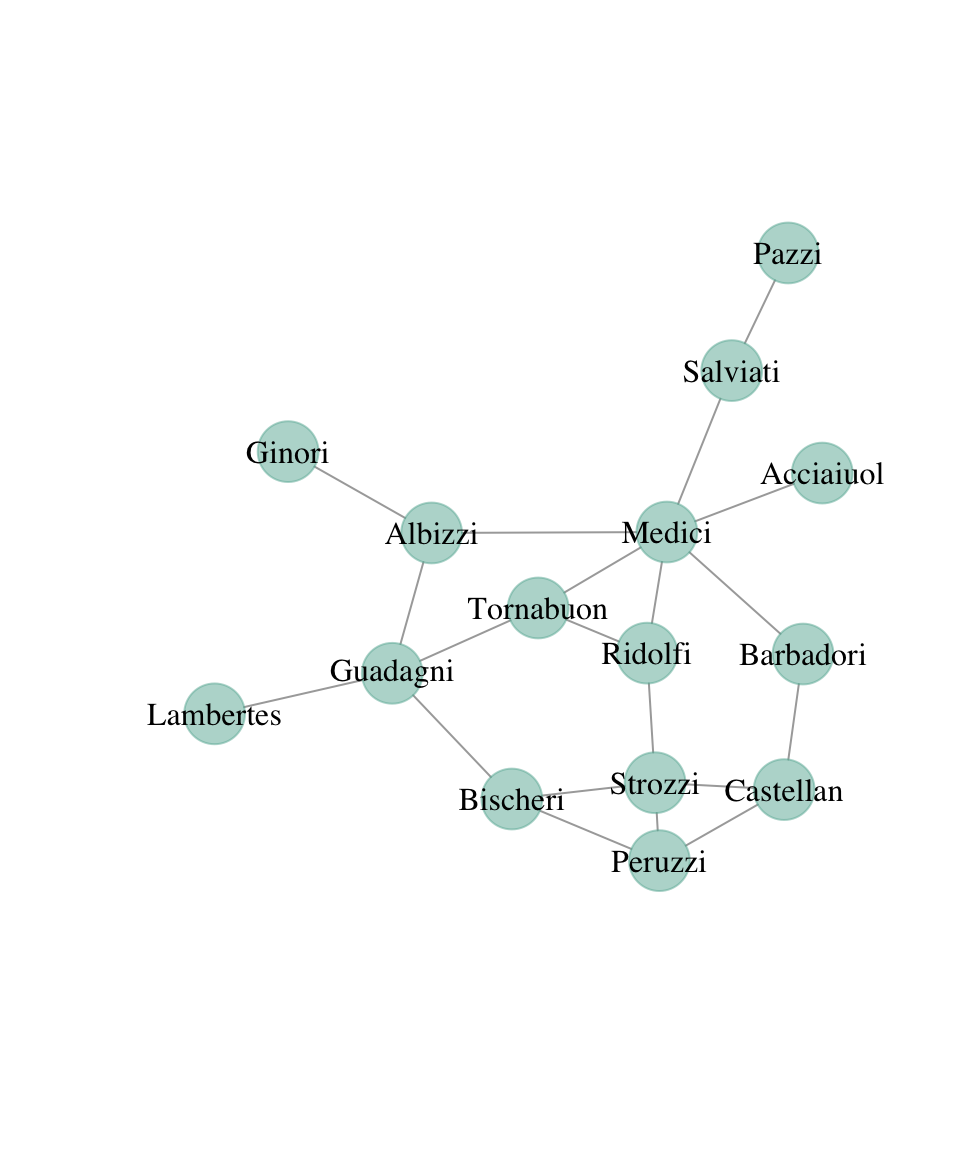 Pazzi
Salviati
Ginori
Acciaiuol
Albizzi
Medici
Tornabuon
Ridolfi
Barbadori
Guadagni
Lambertes
Strozzi
Castellan
Bischeri
Peruzzi